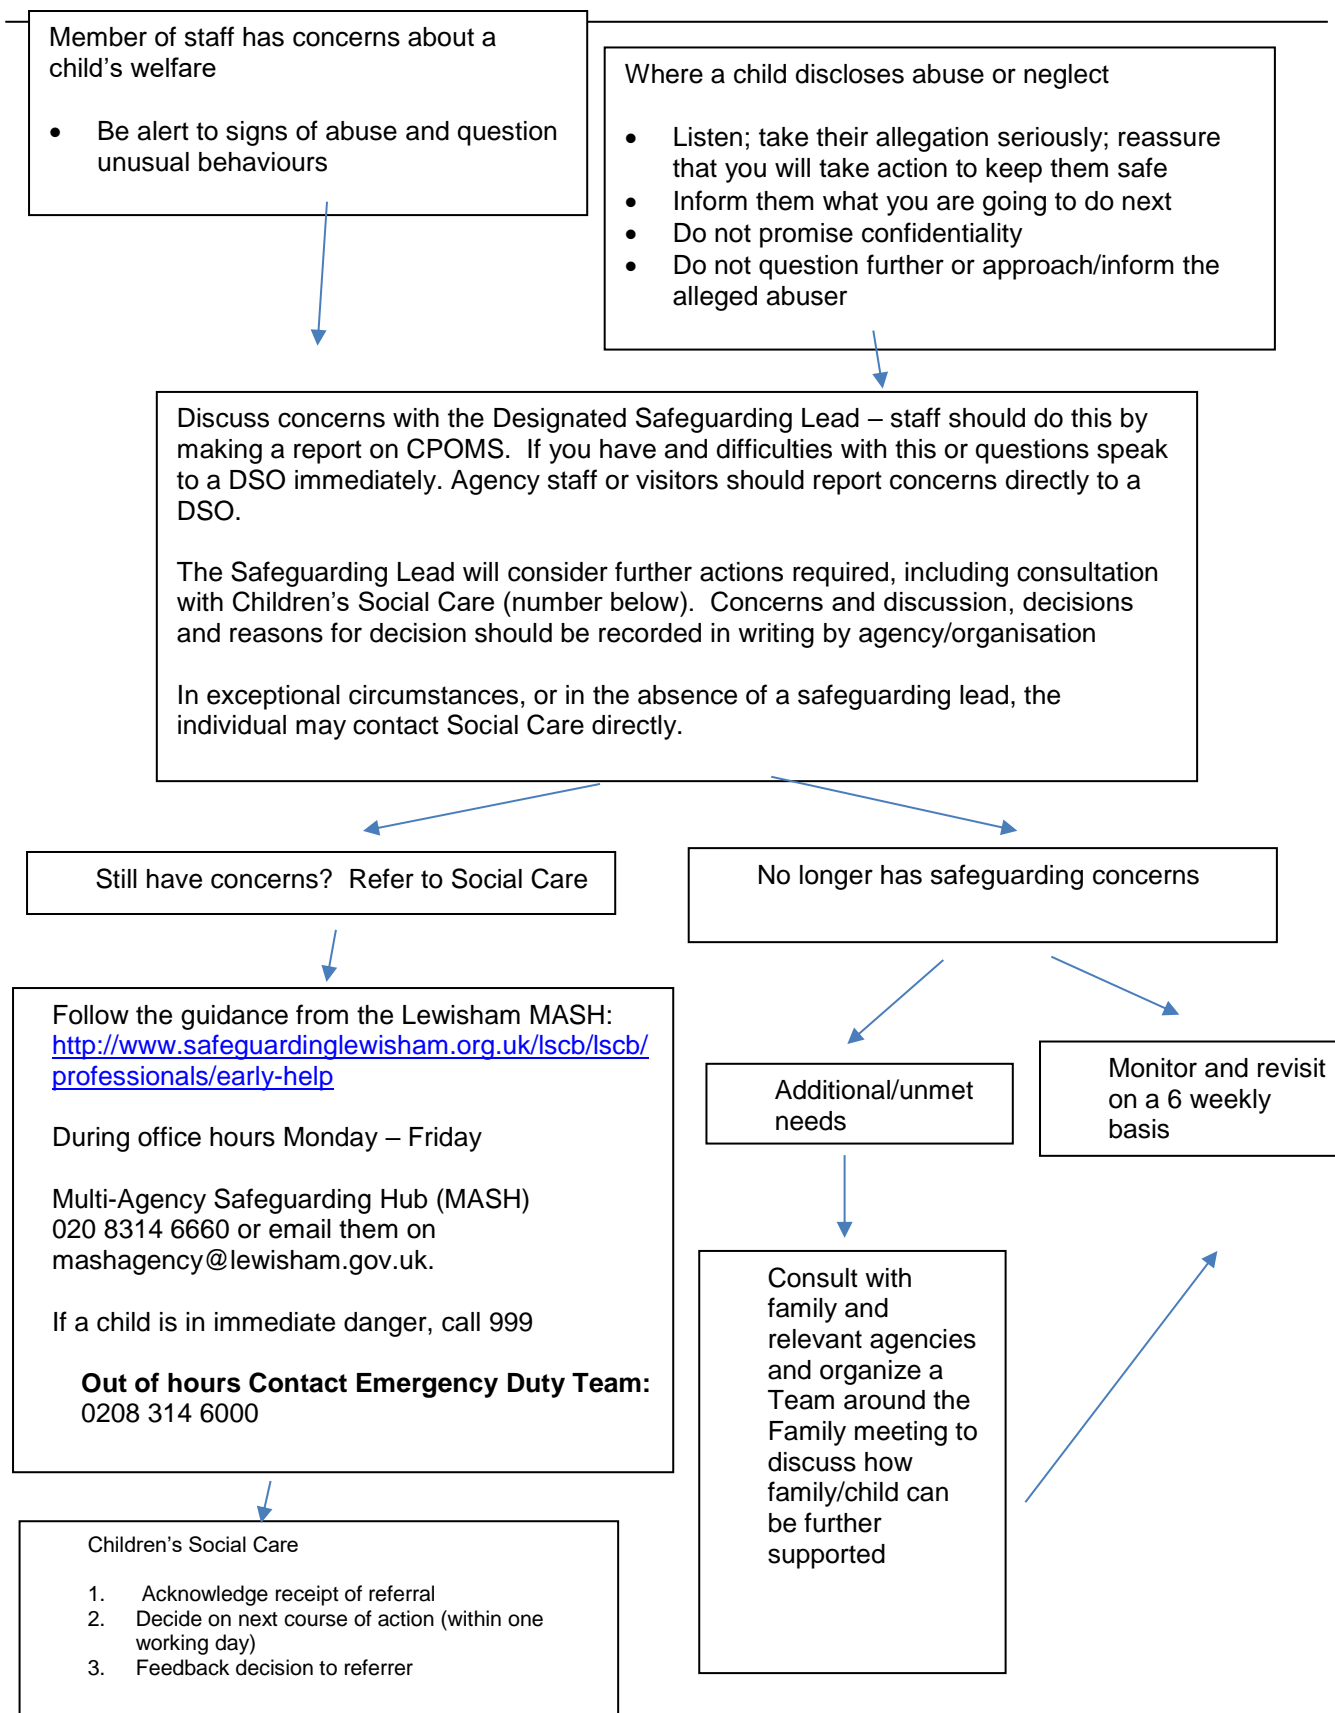 Member of staff has concerns about a
child’s welfare
• Be alert to signs of abuse and question
unusual behaviours
Where a child discloses abuse or neglect
• Listen; take their allegation seriously; reassure
that you will take action to keep them safe
• Inform them what you are going to do next
• Do not promise confidentiality
• Do not question further or approach/inform the
alleged abuser
Discuss concerns with the Designated Safeguarding Lead – staff should do this by
making a report on CPOMS.  If you have and difficulties with this or questions speak
to a DSO immediately. Agency staff or visitors should report concerns directly to a
DSO.
The Safeguarding Lead will consider further actions required, including consultation
with Children’s Social Care (number below).  Concerns and discussion, decisions
and reasons for decision should be recorded in writing by agency/organisation
In exceptional circumstances, or in the absence of a safeguarding lead, the
individual may contact Social Care directly.
Still have concerns?  Refer to Social Care
No longer has safeguarding concerns
Follow the guidance from the Lewisham MASH:
http://www.safeguardinglewisham.org.uk/lscb/lscb/
professionals/early-help
During office hours Monday – Friday
Multi-Agency Safeguarding Hub (MASH)
020 8314 6660 or email them on
mashagency@lewisham.gov.uk.
If a child is in immediate danger, call 999
Out of hours Contact Emergency Duty Team:
0208 314 6000
Additional/unmet
needs
Monitor and revisit
on a 6 weekly
basis
Consult with
family and
relevant agencies
and organize a
Team around the
Family meeting to
discuss how
family/child can
be further
supported
Children’s Social Care
1. Acknowledge receipt of referral
2. Decide on next course of action (within one
working day)
3. Feedback decision to referrer